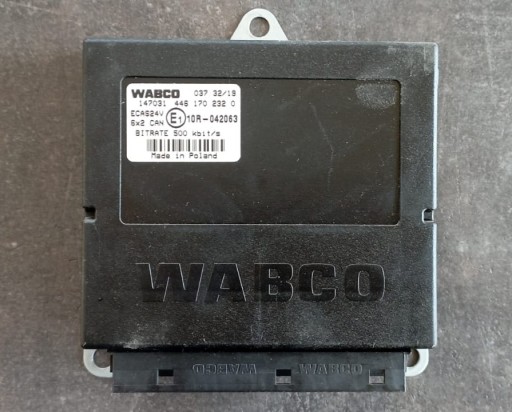 WABCO 037 32/19
147031 446 170 232 0
ECAS24V
6x2 CAN E1 10R-042063
BITRATE 500 kbit/s
Made in Poland
WABCO
WABCO WABCO